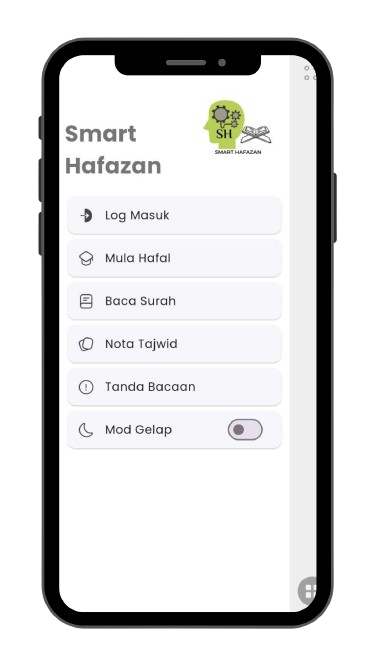 Smart
Hafazan
SH
SMART HAFAZAN
Log Masuk
Mula Hafal
Baca Surah
Nota Tajwid
Tanda Bacaan
Mod Gelap